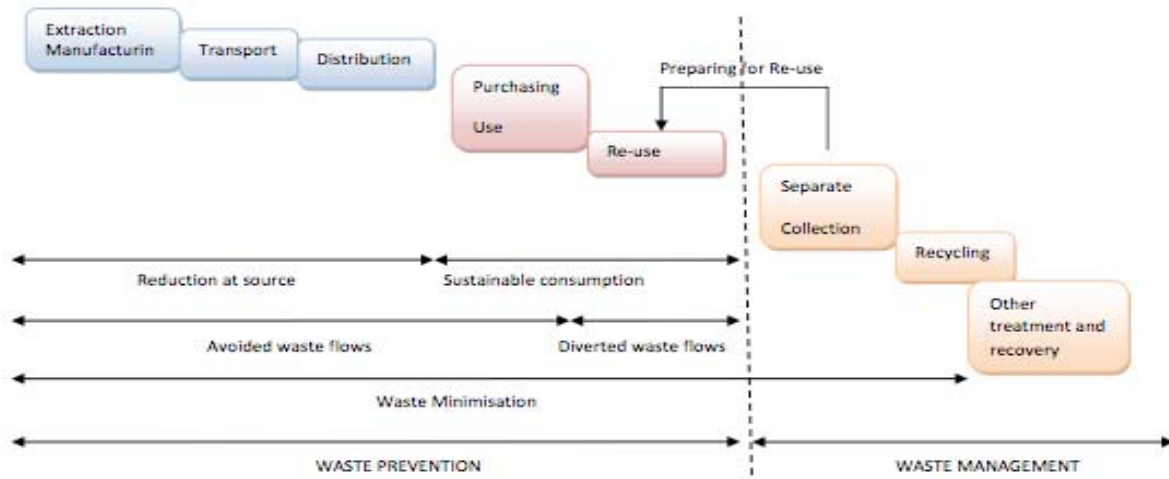 Extraction
Manufacturin
Transport
Distribution
Purchasing
Use
Re-use
Preparing for Re-use
Separate
Collection
Recycling
Other
treatment and
recovery
Reduction at source
Sustainable consumption
Avoided waste flows
Diverted waste flows
Waste Minimisation
WASTE PREVENTION
WASTE MANAGEMENT